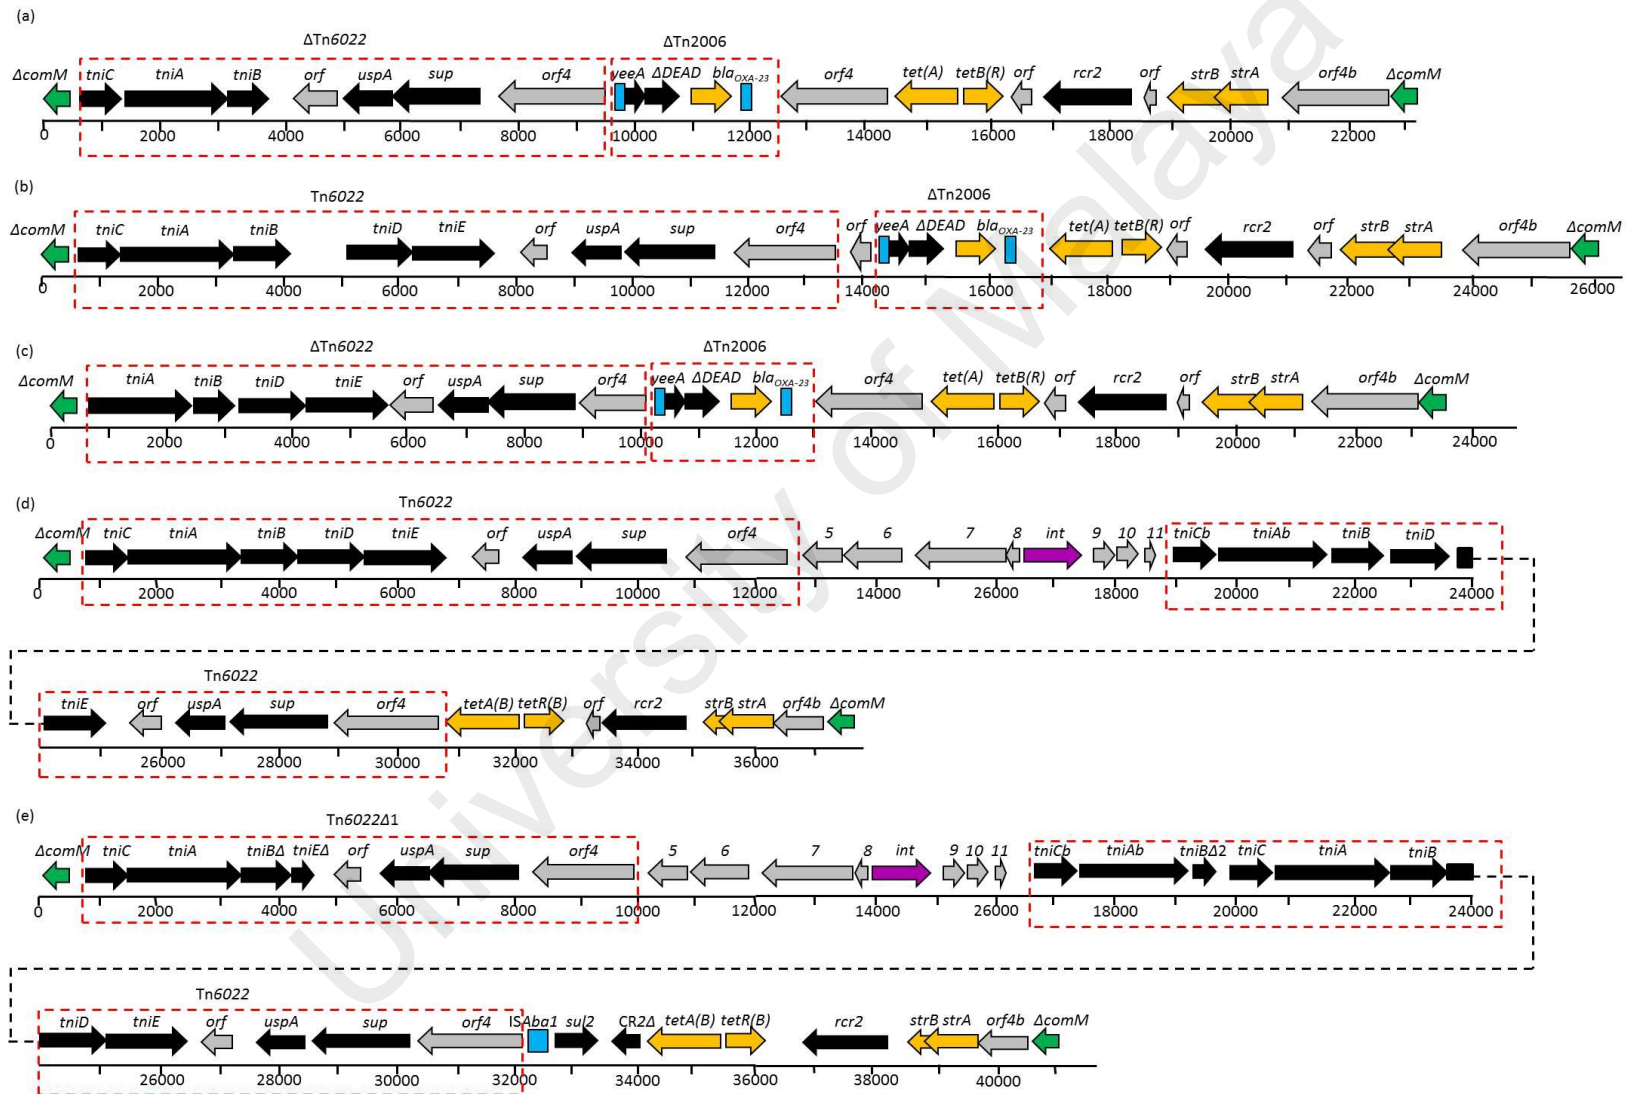 (a)
ΔTn6022 ΔTn2006
ΔcomM tniC tniA tniB orf uspA sup orf4 yeeA ΔDEAD blaOXA-23 orf4 tet(A) tetB(R) orf rcr2 orf strB strA orf4b ΔcomM
0 2000 4000 6000 8000 10000 12000 14000 16000 18000 20000 22000
(b)
Tn6022 ΔTn2006
ΔcomM tniC tniA tniB tniD tniE orf uspA sup orf4 orf yeeA ΔDEAD blaOXA-23 tet(A) tetB(R) orf rcr2 orf strB strA orf4b ΔcomM
0 2000 4000 6000 8000 10000 12000 14000 16000 18000 20000 22000 24000 26000
(c)
ΔTn6022 ΔTn2006
ΔcomM tniA tniB tniD tniE orf uspA sup orf4 yeeA ΔDEAD blaOXA-23 orf4 tet(A) tetB(R) orf rcr2 orf strB strA orf4b ΔcomM
0 2000 4000 6000 8000 10000 12000 14000 16000 18000 20000 22000 24000
(d)
Tn6022
ΔcomM tniC tniA tniB tniD tniE orf uspA sup orf4 5 6 7 8 int 9 10 11 tniCb tniAb tniB tniD
0 2000 4000 6000 8000 10000 12000 14000 16000 18000 20000 22000 24000
Tn6022
tniE orf uspA sup orf4 tetA(B) tetR(B) orf rcr2 strB strA orf4b ΔcomM
26000 28000 30000 32000 34000 36000
(e)
Tn6022Δ1
ΔcomM tniC tniA tniBΔ tniEΔ orf uspA sup orf4 5 6 7 8 int 9 10 11 tniCb tniAb tniBΔ2 tniC tniA tniB
0 2000 4000 6000 8000 10000 12000 14000 26000 18000 20000 22000 24000
Tn6022
tniD tniE orf uspA sup orf4 ISAba1 sul2 CR2Δ tetA(B) tetR(B) rcr2 strB strA orf4b ΔcomM
26000 28000 30000 32000 34000 36000 38000 40000
University of Malaya